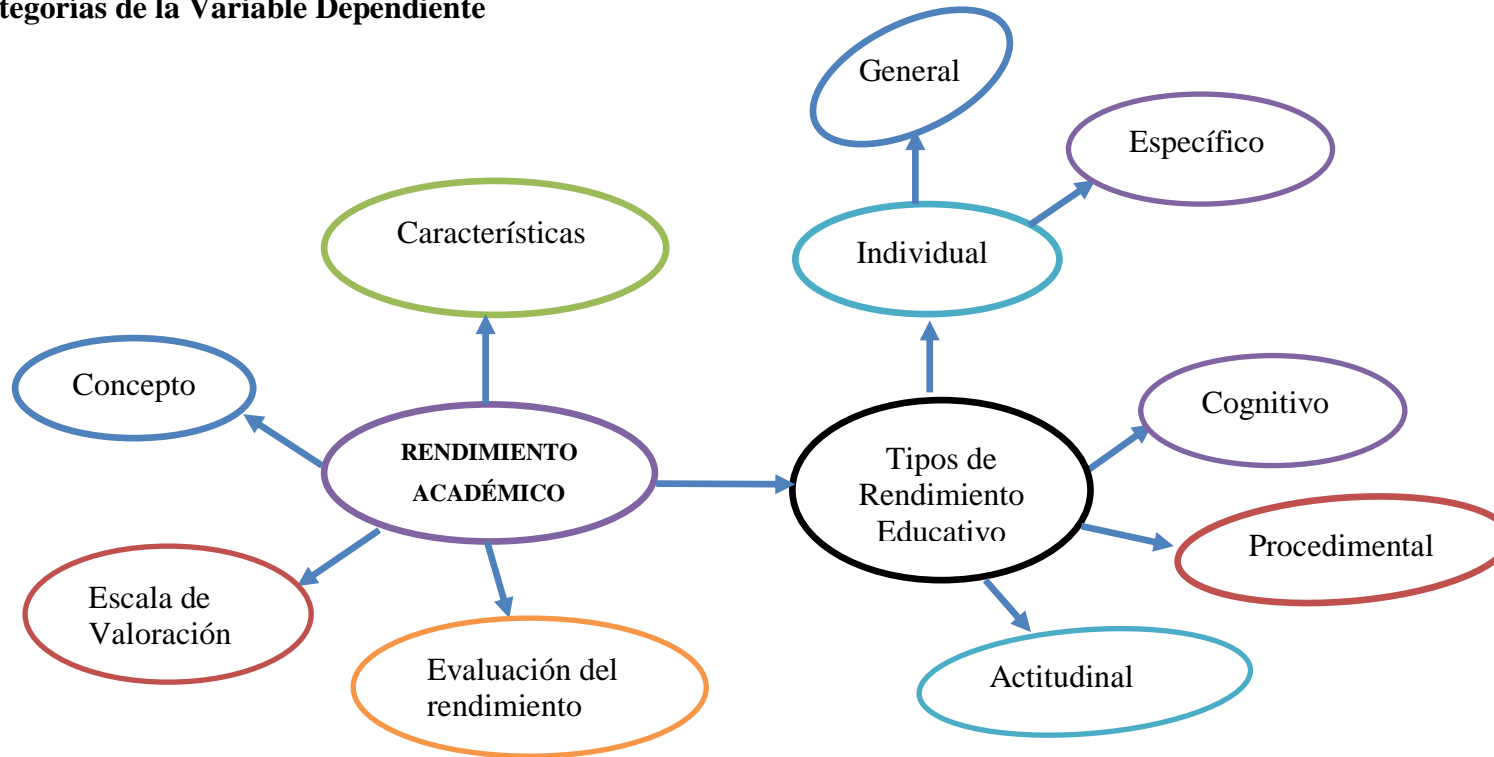 tegorías de la Variable Dependiente
General
Específico
Características
Individual
Concepto
Cognitivo
RENDIMIENTO
ACADÉMICO
Tipos de
Rendimiento
Educativo
Procedimental
Escala de
Valoración
Evaluación del
rendimiento
Actitudinal